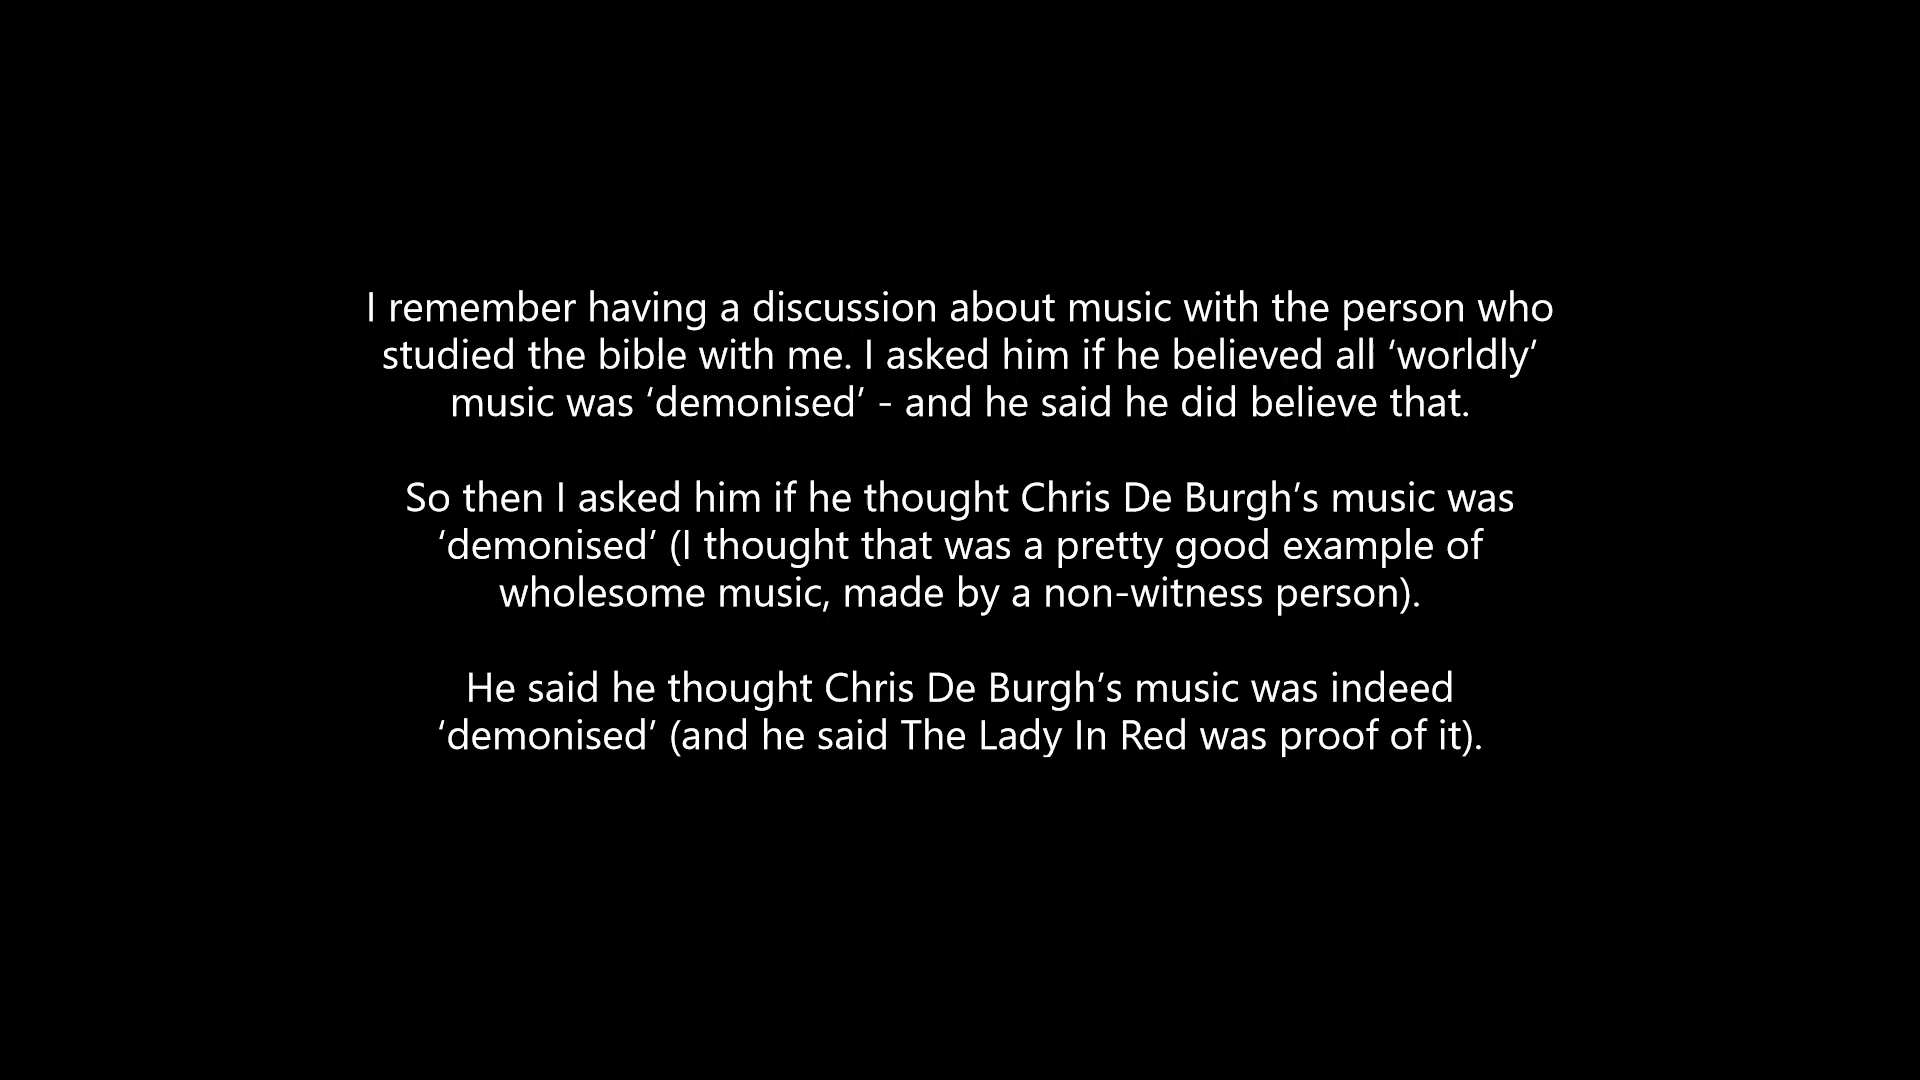 I remember having a discussion about music with the person who
studied the bible with me. I asked him if he believed all ‘worldly’
music was ‘demonised’ - and he said he did believe that.
So then I asked him if he thought Chris De Burgh’s music was
‘demonised’ (I thought that was a pretty good example of
wholesome music, made by a non-witness person).
He said he thought Chris De Burgh’s music was indeed
‘demonised’ (and he said The Lady In Red was proof of it).